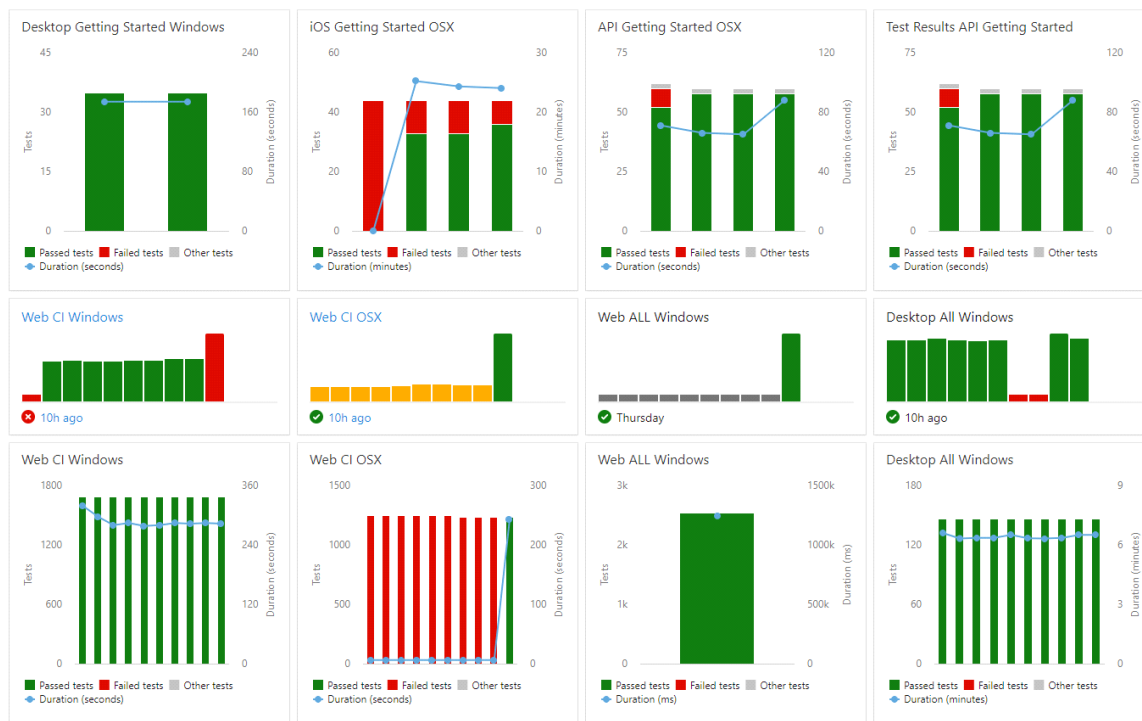 Desktop Getting Started Windows
45 240
30 160
15 80
0 0
Tests
Duration (seconds)
Passed tests Failed tests Other tests
Duration (seconds)
iOS Getting Started OSX
60 30
40 20
20 10
0 0
Tests
Duration (minutes)
Passed tests Failed tests Other tests
Duration (minutes)
API Getting Started OSX
75 120
50 80
25 40
0 0
Tests
Duration (seconds)
Passed tests Failed tests Other tests
Duration (seconds)
Test Results API Getting Started
75 120
50 80
25 40
0 0
Tests
Duration (seconds)
Passed tests Failed tests Other tests
Duration (seconds)
Web CI Windows
10h ago
Web CI OSX
10h ago
Web ALL Windows
Thursday
Desktop All Windows
10h ago
Web CI Windows
1800 360
1200 240
600 120
0 0
Tests
Duration (seconds)
Passed tests Failed tests Other tests
Duration (seconds)
Web CI OSX
1500 300
1000 200
500 100
0 0
Tests
Duration (seconds)
Passed tests Failed tests Other tests
Duration (seconds)
Web ALL Windows
3k 1500k
2k 1000k
1k 500k
0 0
Tests
Duration (ms)
Passed tests Failed tests Other tests
Duration (ms)
Desktop All Windows
180 9
120 6
60 3
0 0
Tests
Duration (minutes)
Passed tests Failed tests Other tests
Duration (minutes)